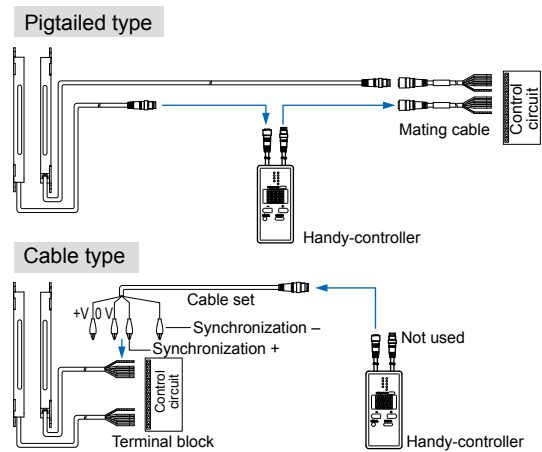 Pigtailed type
Control
circuit
Mating cable
Handy-controller
Cable type
Cable set
+V 0 V
Synchronization –
Synchronization +
Not used
Control
circuit
Terminal block
Handy-controller